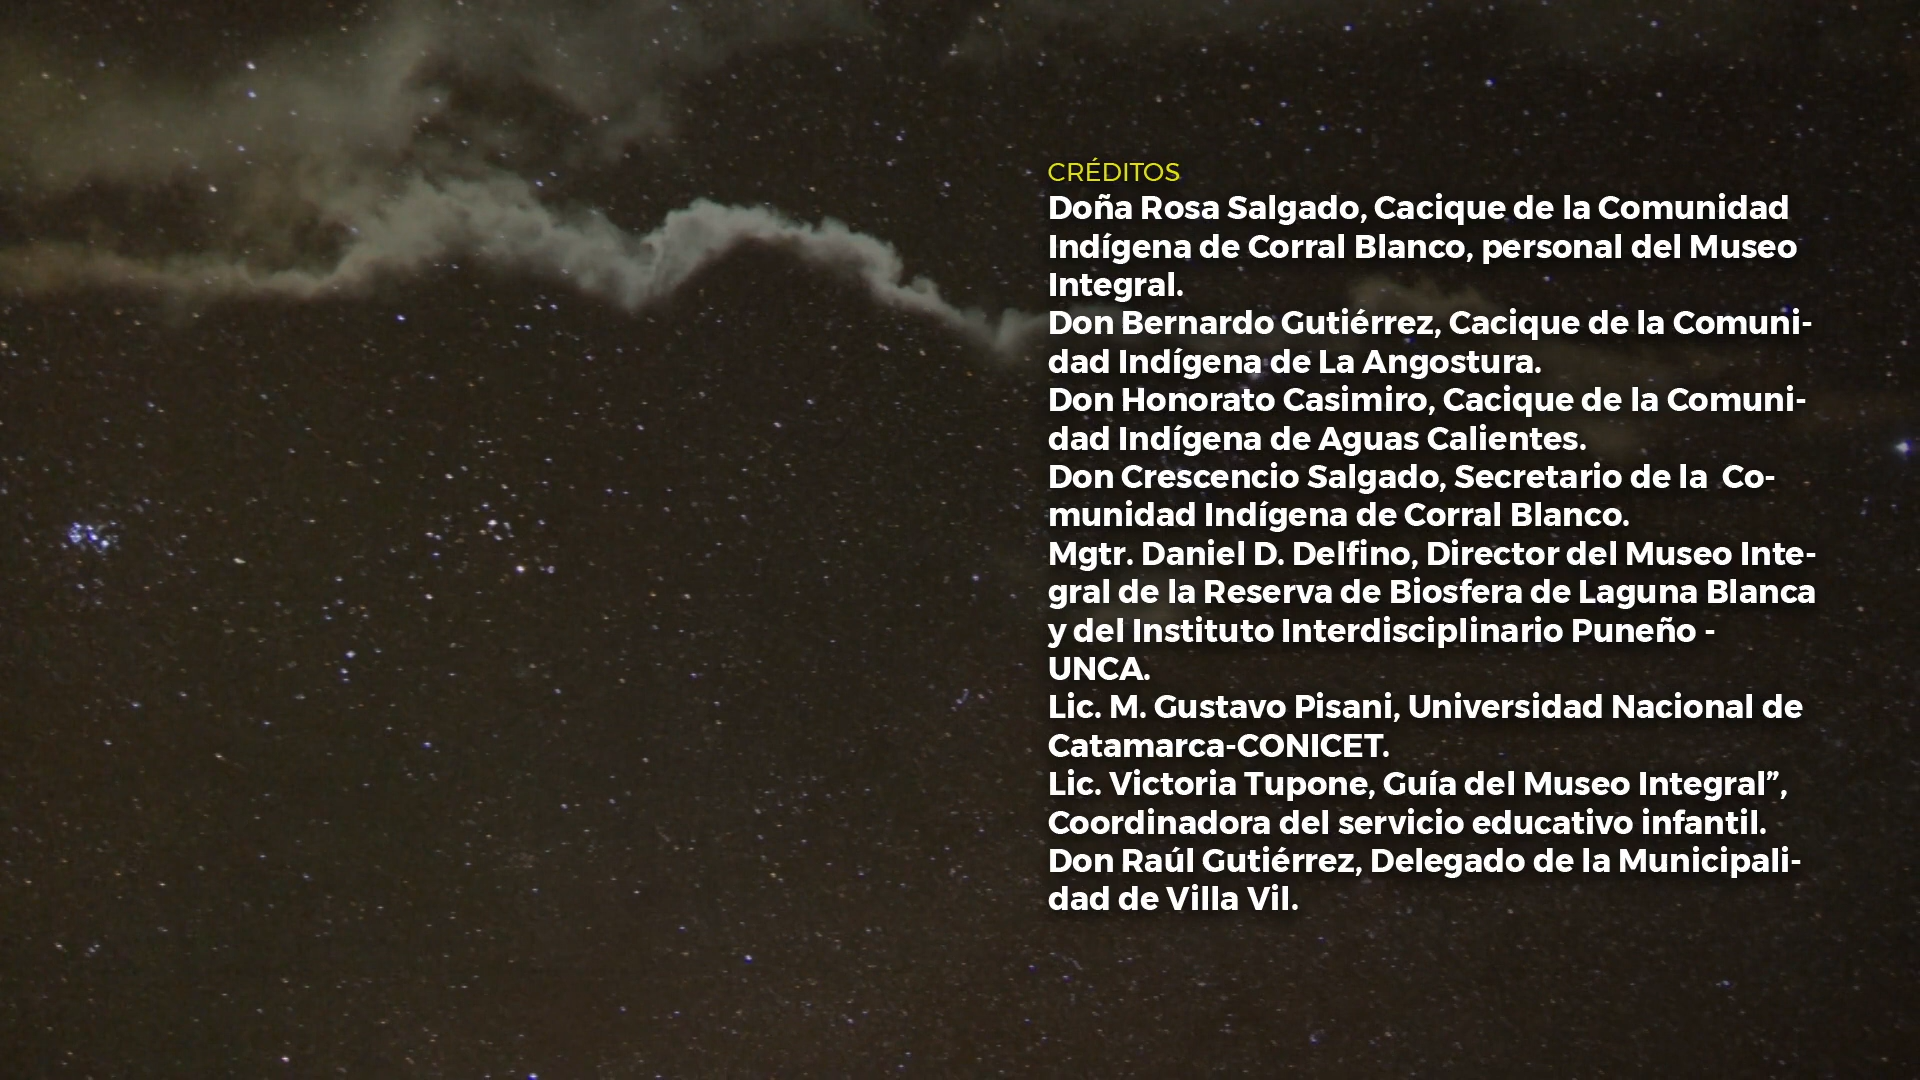 CRÉDITOS
Doña Rosa Salgado, Cacique de la Comunidad
Indígena de Corral Blanco, personal del Museo
Integral.
Don Bernardo Gutiérrez, Cacique de la Comuni-
dad Indígena de La Angostura.
Don Honorato Casimiro, Cacique de la Comuni-
dad Indígena de Aguas Calientes.
Don Crescencio Salgado, Secretario de la  Co-
munidad Indígena de Corral Blanco.
Mgtr. Daniel D. Delfino, Director del Museo Inte-
gral de la Reserva de Biosfera de Laguna Blanca
y del Instituto Interdisciplinario Puneño -
UNCA.
Lic. M. Gustavo Pisani, Universidad Nacional de
Catamarca-CONICET.
Lic. Victoria Tupone, Guía del Museo Integral”,
Coordinadora del servicio educativo infantil.
Don Raúl Gutiérrez, Delegado de la Municipali-
dad de Villa Vil.